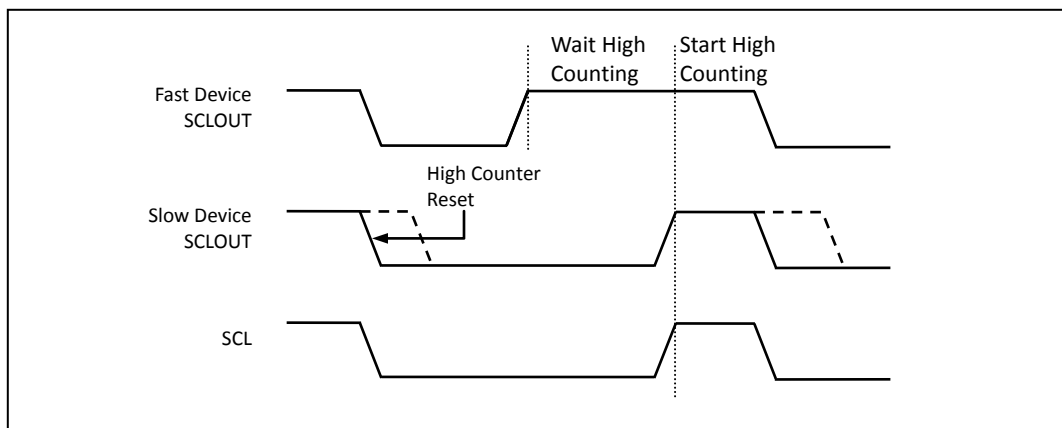 Wait High
Counting
Start High
Counting
Fast Device
SCLOUT
High Counter
Reset
Slow Device
SCLOUT
SCL